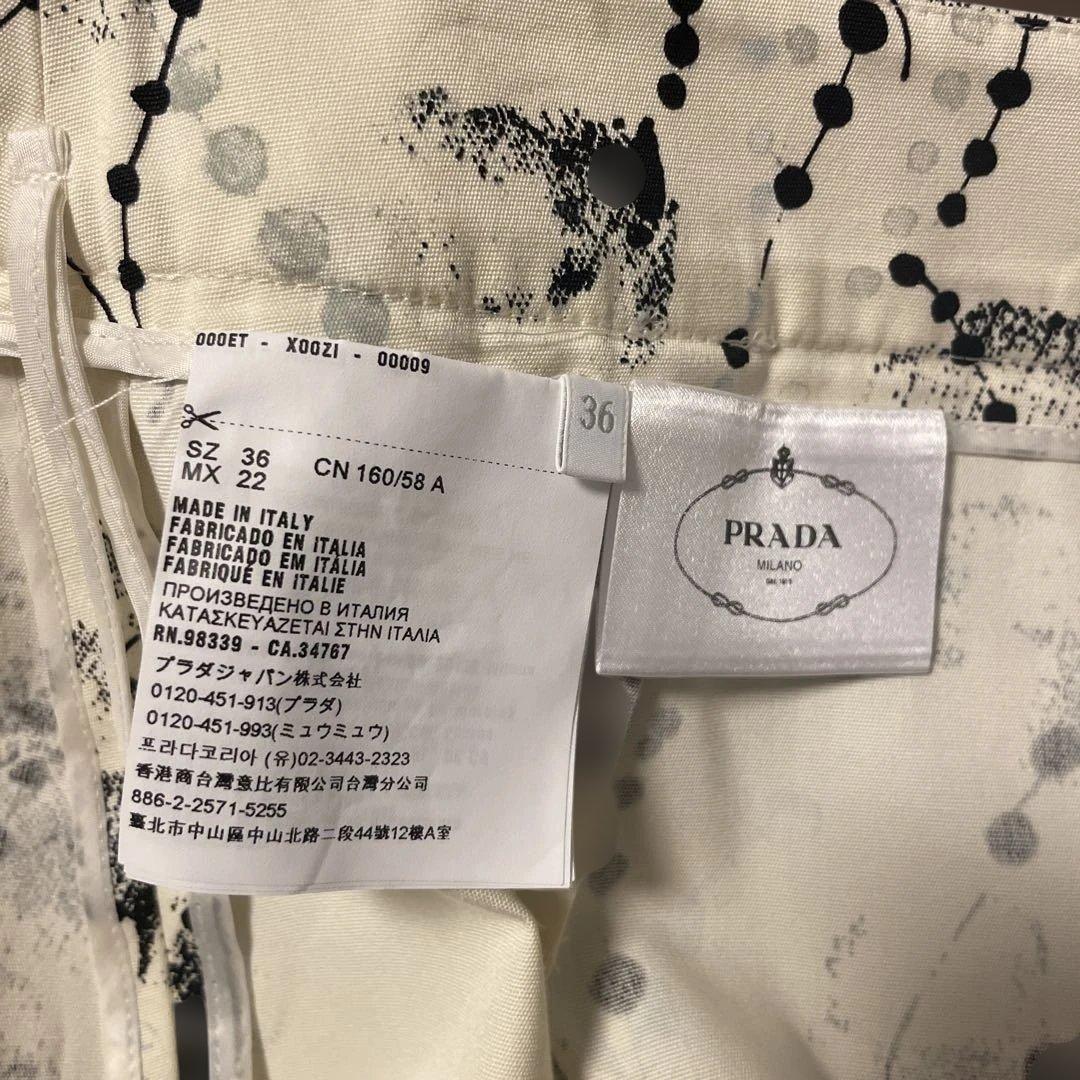 000ET - X00ZI - 00009
SZ 36
MX 22
CN 160/58 A
MADE IN ITALY
FABRICADO EN ITALIA
FABRICADO EM ITÁLIA
FABRIQUÉ EN ITALIE
ПРОИЗВЕДЕНО В ИТАЛИЯ
ΚΑΤΑΣΚΕΥΑΖΕΤΑΙ ΣΤΗΝ ΙΤΑΛΙΑ
RN.98339 - CA.34767
プラダジャパン株式会社
0120-451-913(プラダ)
0120-451-993(ミュウミュウ)
프라다코리아 (유)02-3443-2323
香港商台灣意比有限公司台灣分公司
886-2-2571-5255
臺北市中山區中山北路二段44號12樓A室
36
PRADA
MILANO